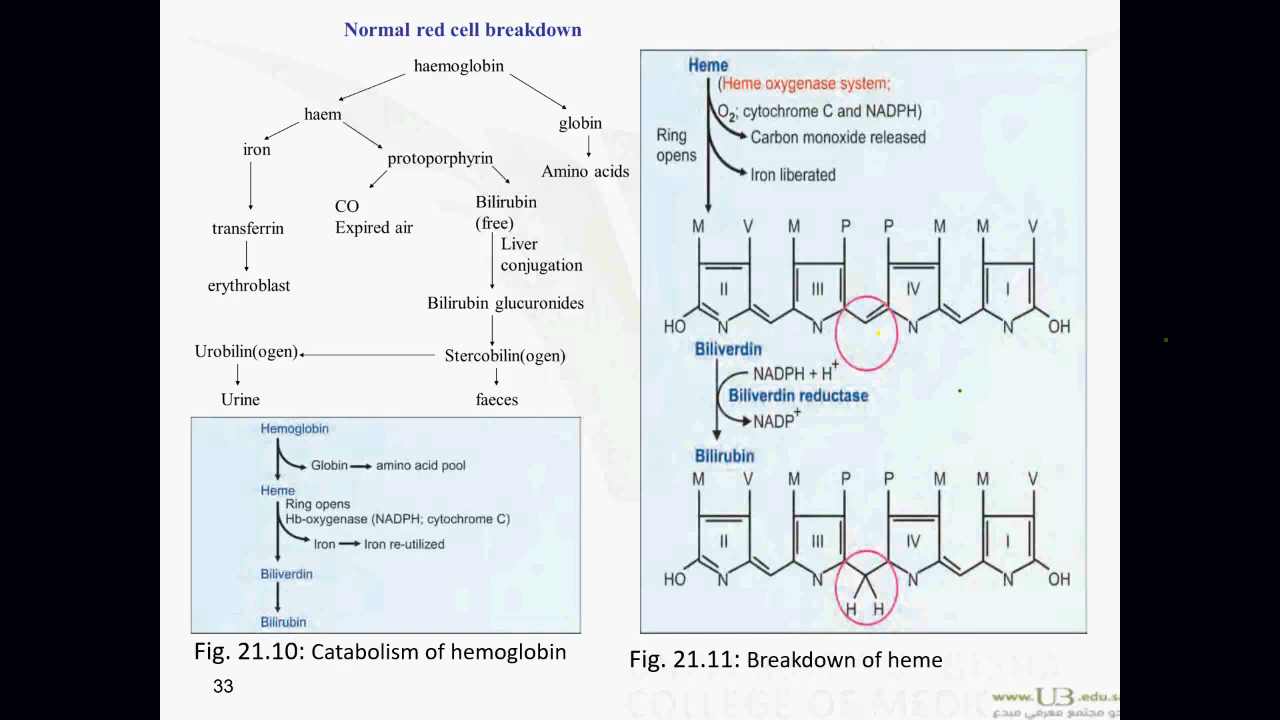 Normal red cell breakdown
haemoglobin
haem
globin
iron
protoporphyrin
Amino acids
CO
Expired air
Bilirubin
(free)
transferrin
Liver
conjugation
erythroblast
Bilirubin glucuronides
Urobilin(ogen)
Stercobilin(ogen)
Urine
faeces
Hemoglobin
Globin
amino acid pool
Heme
Ring opens
Hb-oxygenase (NADPH; cytochrome C)
Iron
Iron re-utilized
Biliverdin
Bilirubin
Fig. 21.10: Catabolism of hemoglobin
33
Heme
(Heme oxygenase system;
O2; cytochrome C and NADPH)
Ring
opens
Carbon monoxide released
Iron liberated
M V M P P M M V
II III IV I
HO N N N N OH
Biliverdin
NADPH + H+
Biliverdin reductase
NADP+
Bilirubin
M V M P P M M V
II III IV I
HO N N N N OH
H H
Fig. 21.11: Breakdown of heme
COLLEGE OF MEDIC
www.UB.edu.s
نحو مجتمع معرفي مبدع